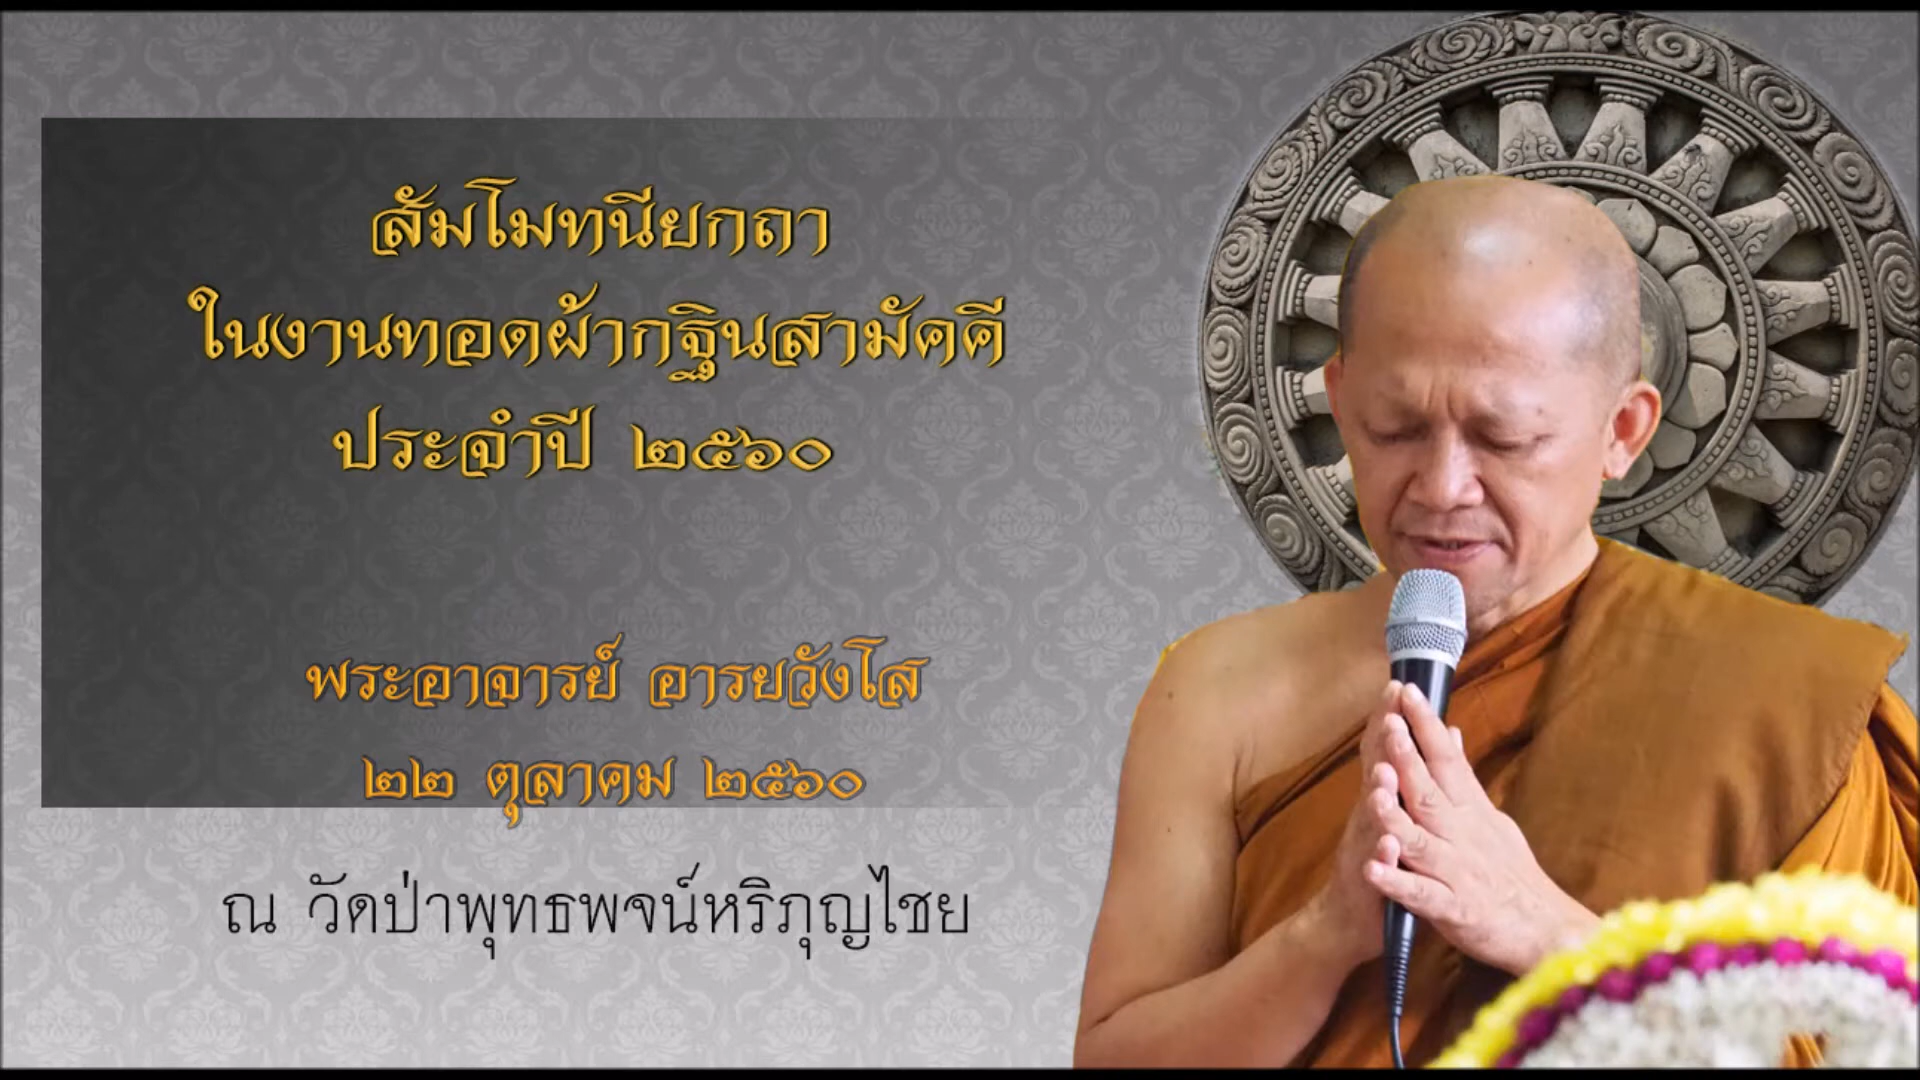 สัมโมทนียกถา
ในงานทอดผ้ากฐินสามัคคี
ประจำปี ๒๕๖๐
พระอาจารย์ อารยวังโส
๒๒ ตุลาคม ๒๕๖๐
ณ วัดป่าพุทธพจน์หริภุญไชย